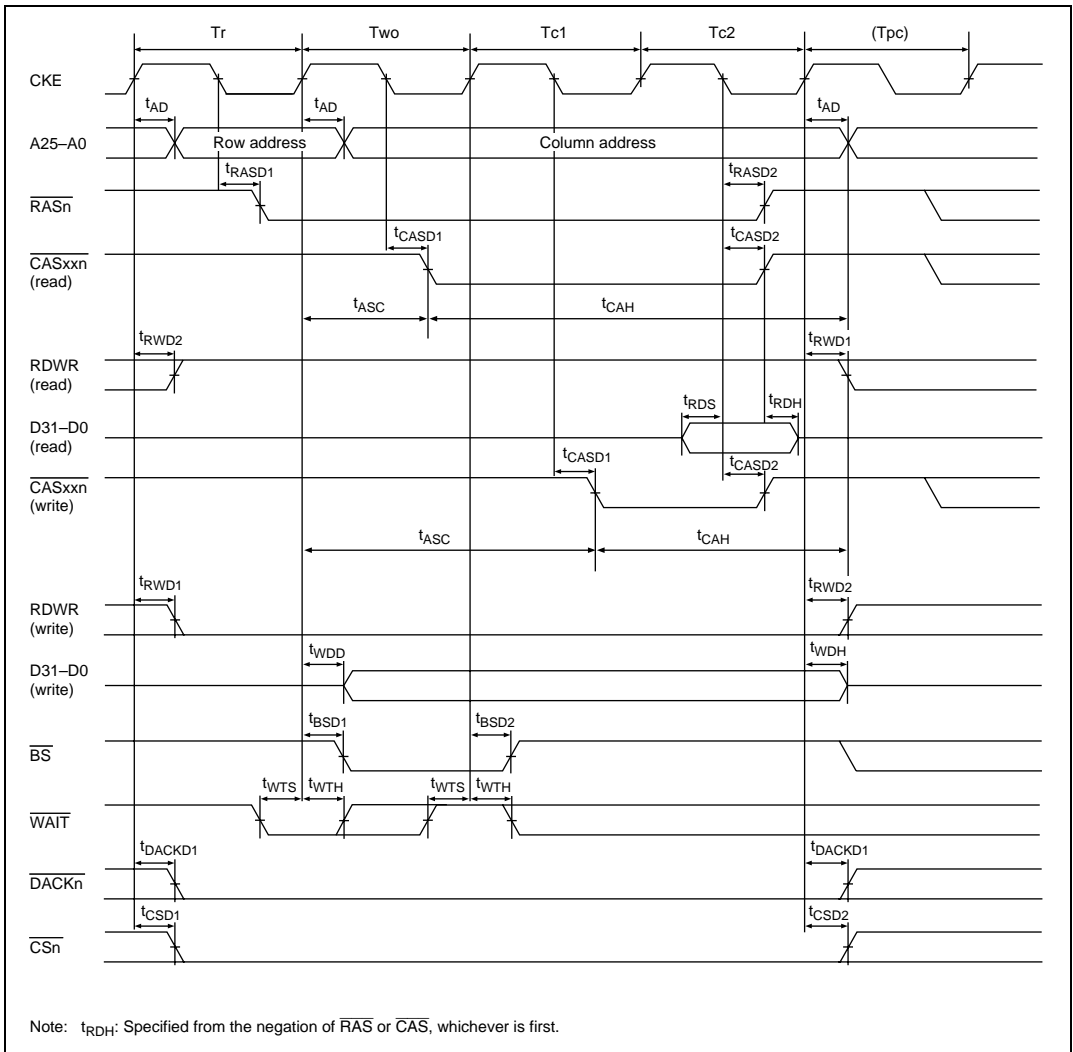 Tr Two Tc1 Tc2 (Tpc)
CKE
tAD tAD tAD
A25–A0 Row address Column address
tRASD1 tRASD2
RASn
tCASD1 tCASD2
CASxxn
(read)
tASC tCAH
tRWD2 tRWD1
RDWR
(read)
tRDS tRDH
D31–D0
(read)
tCASD1 tCASD2
CASxxn
(write)
tASC tCAH
tRWD1 tRWD2
RDWR
(write)
tWDD tWDH
D31–D0
(write)
tBSD1 tBSD2
BS
tWTS tWTH tWTS tWTH
WAIT
tDACKD1 tDACKD1
DACKn
tCSD1 tCSD2
CSn
Note: tRDH: Specified from the negation of RAS or CAS, whichever is first.